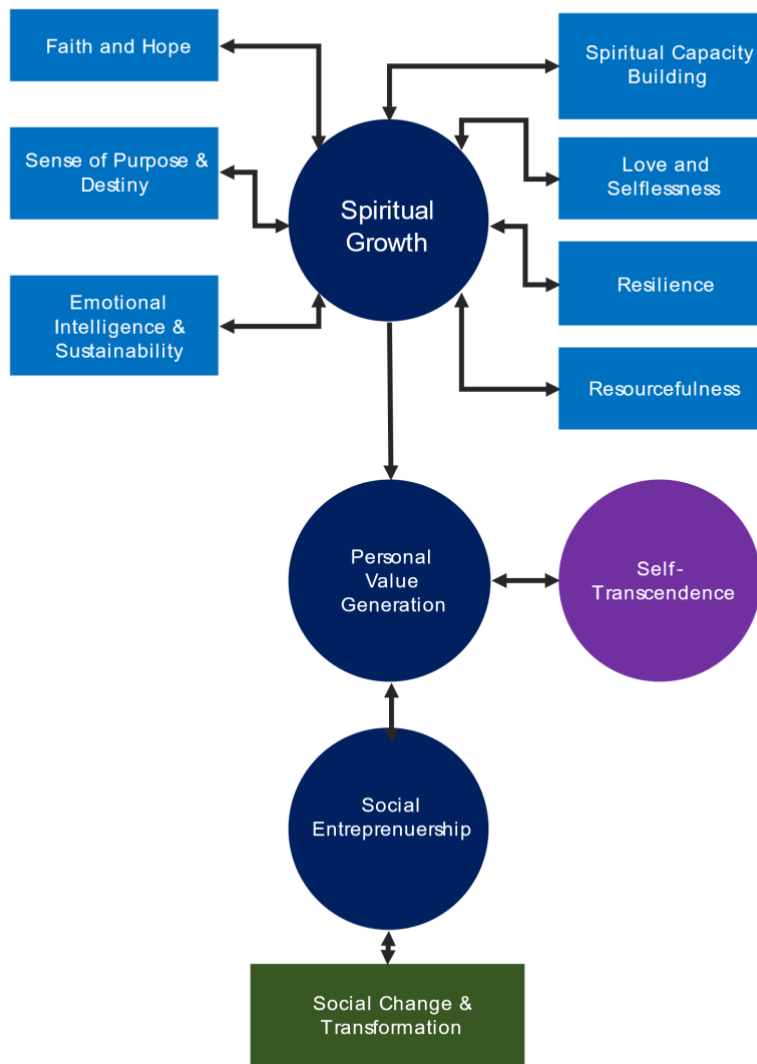 Faith and Hope
Spiritual Capacity
Building
Sense of Purpose &
Destiny
Love and
Selflessness
Spiritual
Growth
Resilience
Emotional
Intelligence &
Sustainability
Resourcefulness
Personal
Value
Generation
Self-
Transcendence
Social
Entreprenuership
Social Change &
Transformation